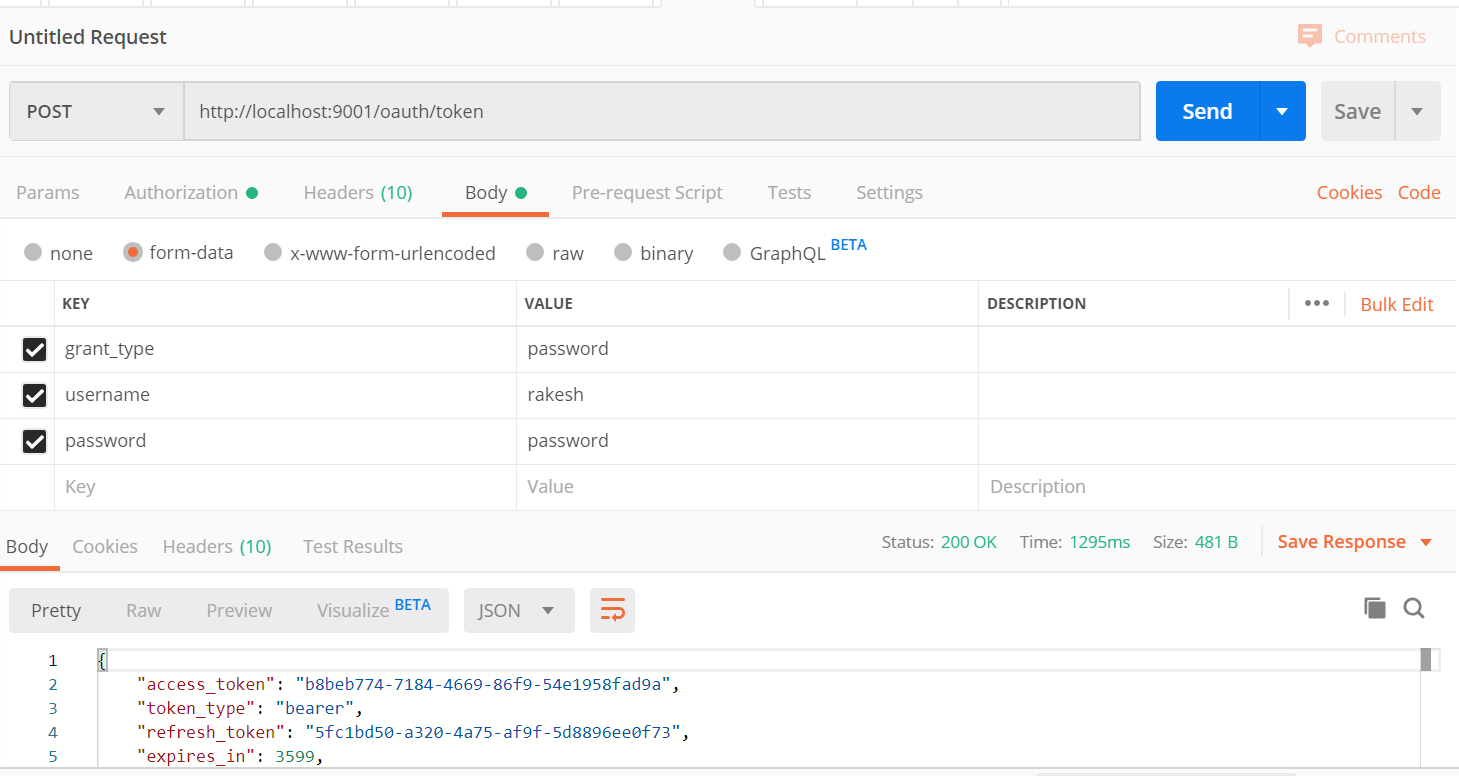 Untitled Request
Comments
POST http://localhost:9001/oauth/token Send Save
Params Authorization Headers (10) Body Pre-request Script Tests Settings Cookies Code
none form-data x-www-form-urlencoded raw binary GraphQL BETA
KEY VALUE DESCRIPTION ••• Bulk Edit
grant_type password
username rakesh
password password
Key Value Description
Body Cookies Headers (10) Test Results Status: 200 OK Time: 1295ms Size: 481 B Save Response
Pretty Raw Preview Visualize BETA JSON
1 {
2 "access_token": "b8beb774-7184-4669-86f9-54e1958fad9a",
3 "token_type": "bearer",
4 "refresh_token": "5fc1bd50-a320-4a75-af9f-5d8896ee0f73",
5 "expires_in": 3599,